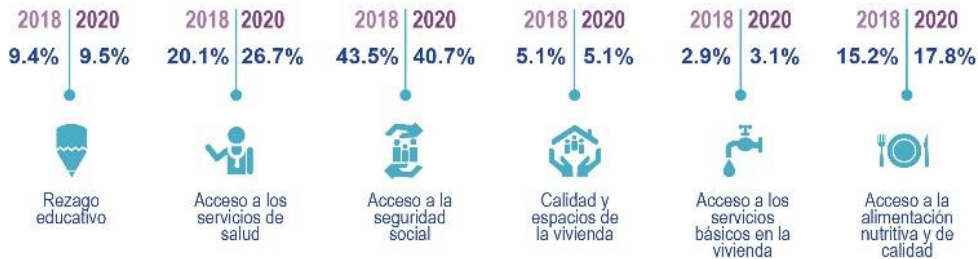 2018 2020
9.4% 9.5%
Rezago
educativo
2018 2020
20.1% 26.7%
Acceso a los
servicios de
salud
2018 2020
43.5% 40.7%
Acceso a la
seguridad
social
2018 2020
5.1% 5.1%
Calidad y
espacios de
la vivienda
2018 2020
2.9% 3.1%
Acceso a los
servicios
básicos en la
vivienda
2018 2020
15.2% 17.8%
Acceso a la
alimentación
nutritiva y de
calidad